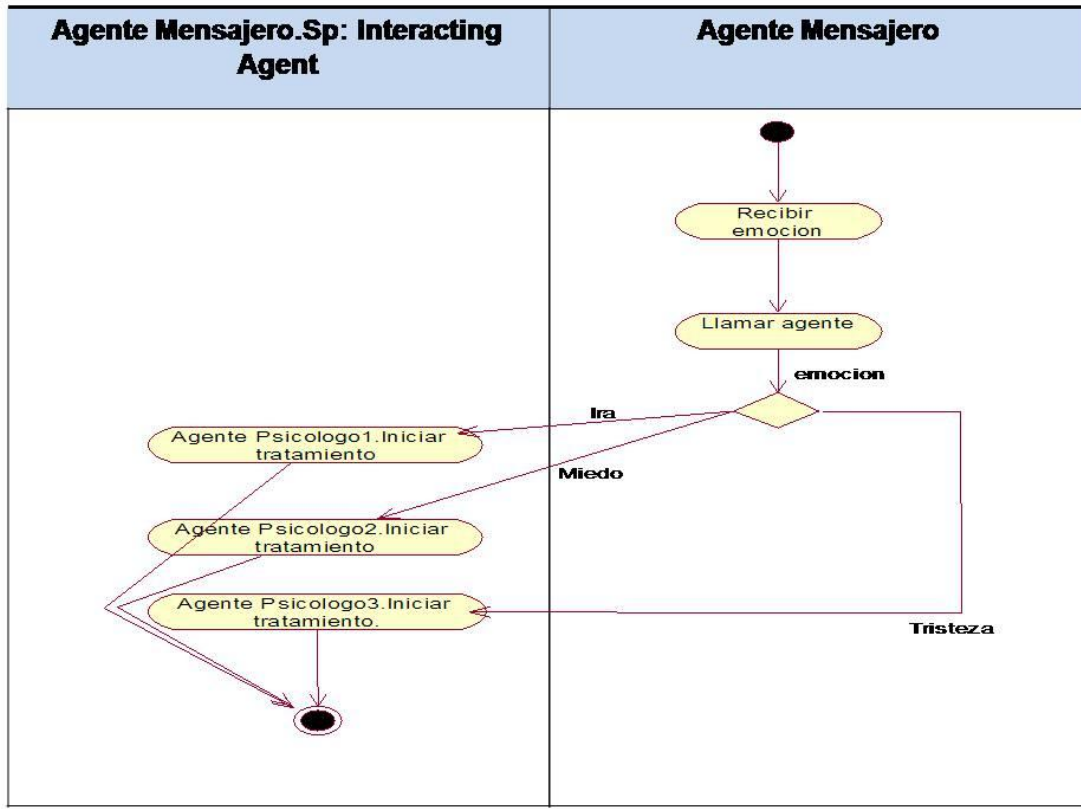 Agente Mensajero.Sp: Interacting
Agent
Agente Mensajero
Recibir
emocion
Llamar agente
emocion
Ira
Agente Psicologo1.Iniciar
tratamiento
Miedo
Agente Psicologo2.Iniciar
tratamiento
Agente Psicologo3.Iniciar
tratamiento.
Tristeza